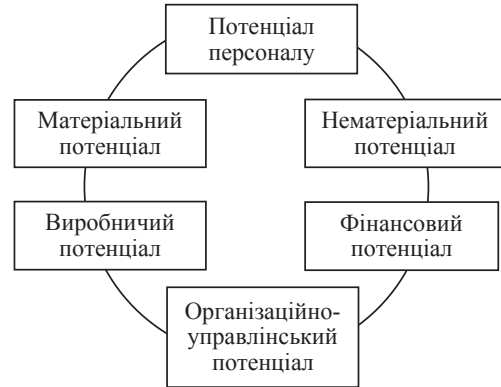 Потенціал
персоналу
Матеріальний
потенціал
Нематеріальний
потенціал
Виробничий
потенціал
Фінансовий
потенціал
Організаційно-
управлінський
потенціал